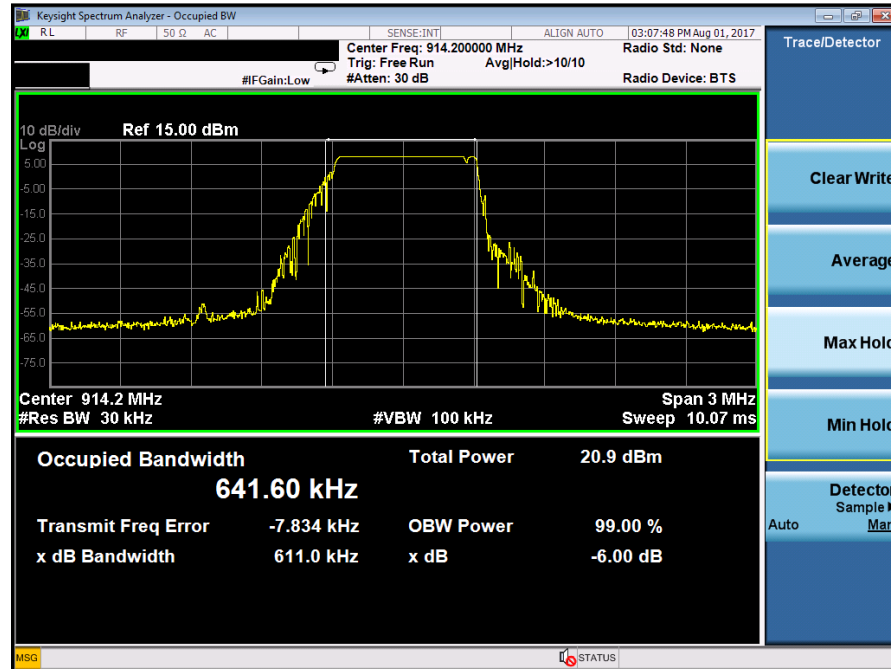 Keysight Spectrum Analyzer - Occupied BW
LXI RL RF 50 Ω AC SENSE:INT ALIGN AUTO 03:07:48 PM Aug 01, 2017
Center Freq: 914.200000 MHz Radio Std: None
Trig: Free Run Avg|Hold:>10/10
#IFGain:Low #Atten: 30 dB Radio Device: BTS
10 dB/div Ref 15.00 dBm
Log
5.00
-5.00
-15.0
-25.0
-35.0
-45.0
-55.0
-65.0
-75.0
Center 914.2 MHz Span 3 MHz
#Res BW 30 kHz #VBW 100 kHz Sweep 10.07 ms
Occupied Bandwidth Total Power 20.9 dBm
641.60 kHz
Transmit Freq Error -7.834 kHz OBW Power 99.00 %
x dB Bandwidth 611.0 kHz x dB -6.00 dB
MSG STATUS
Trace/Detector
Clear Write
Average
Max Hold
Min Hold
Detector
Sample
Auto Man